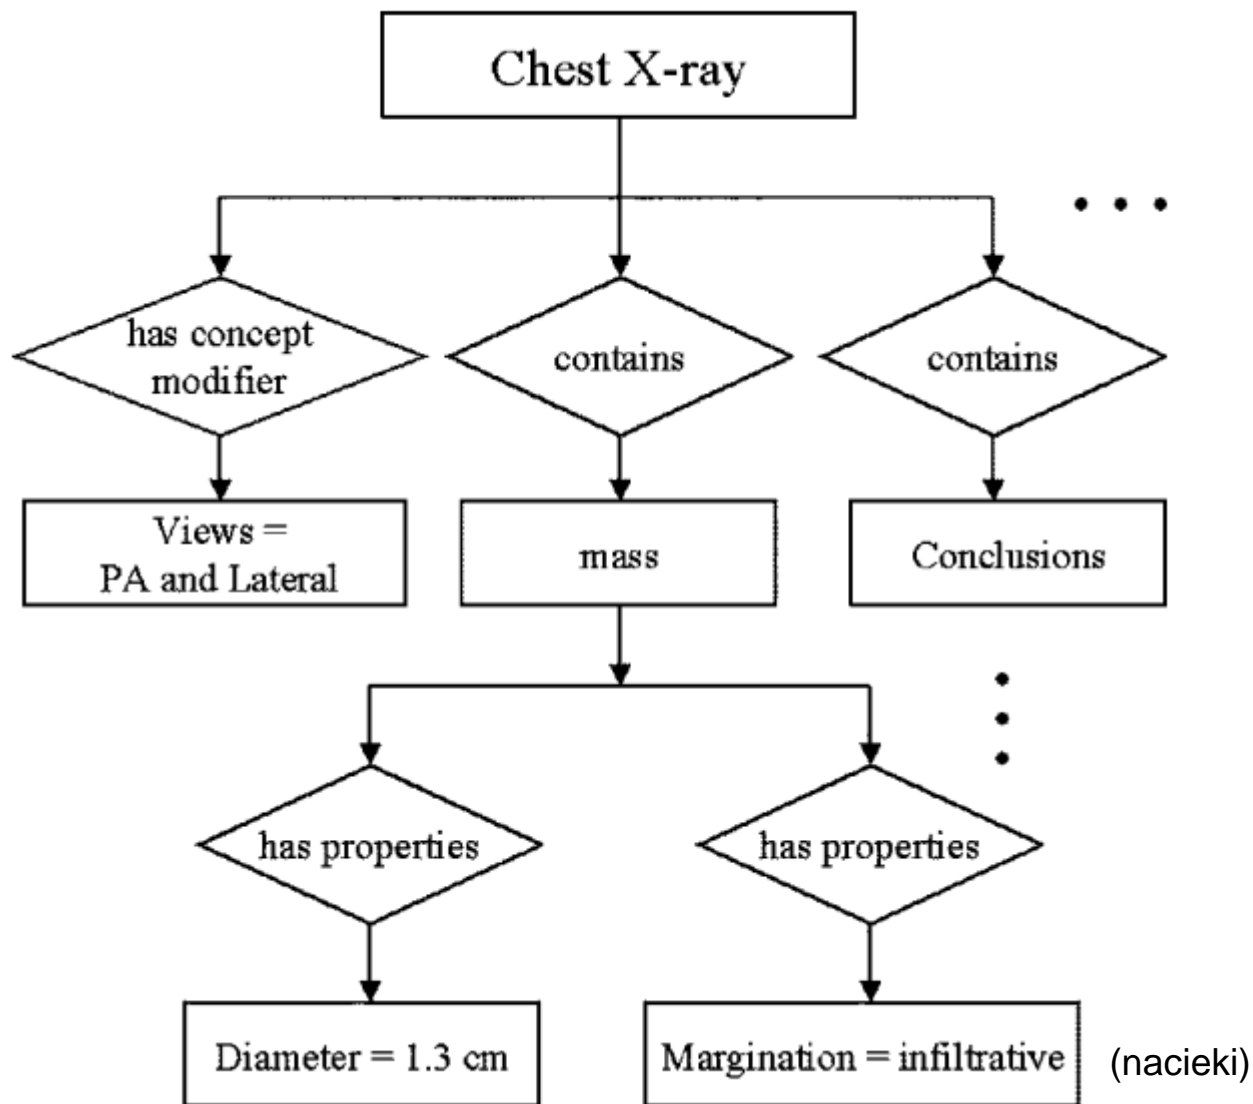 Chest X-ray
has concept
modifier
contains
contains
Views =
PA and Lateral
mass
Conclusions
has properties
has properties
Diameter = 1.3 cm
Margination = infiltrative
(nacieki)